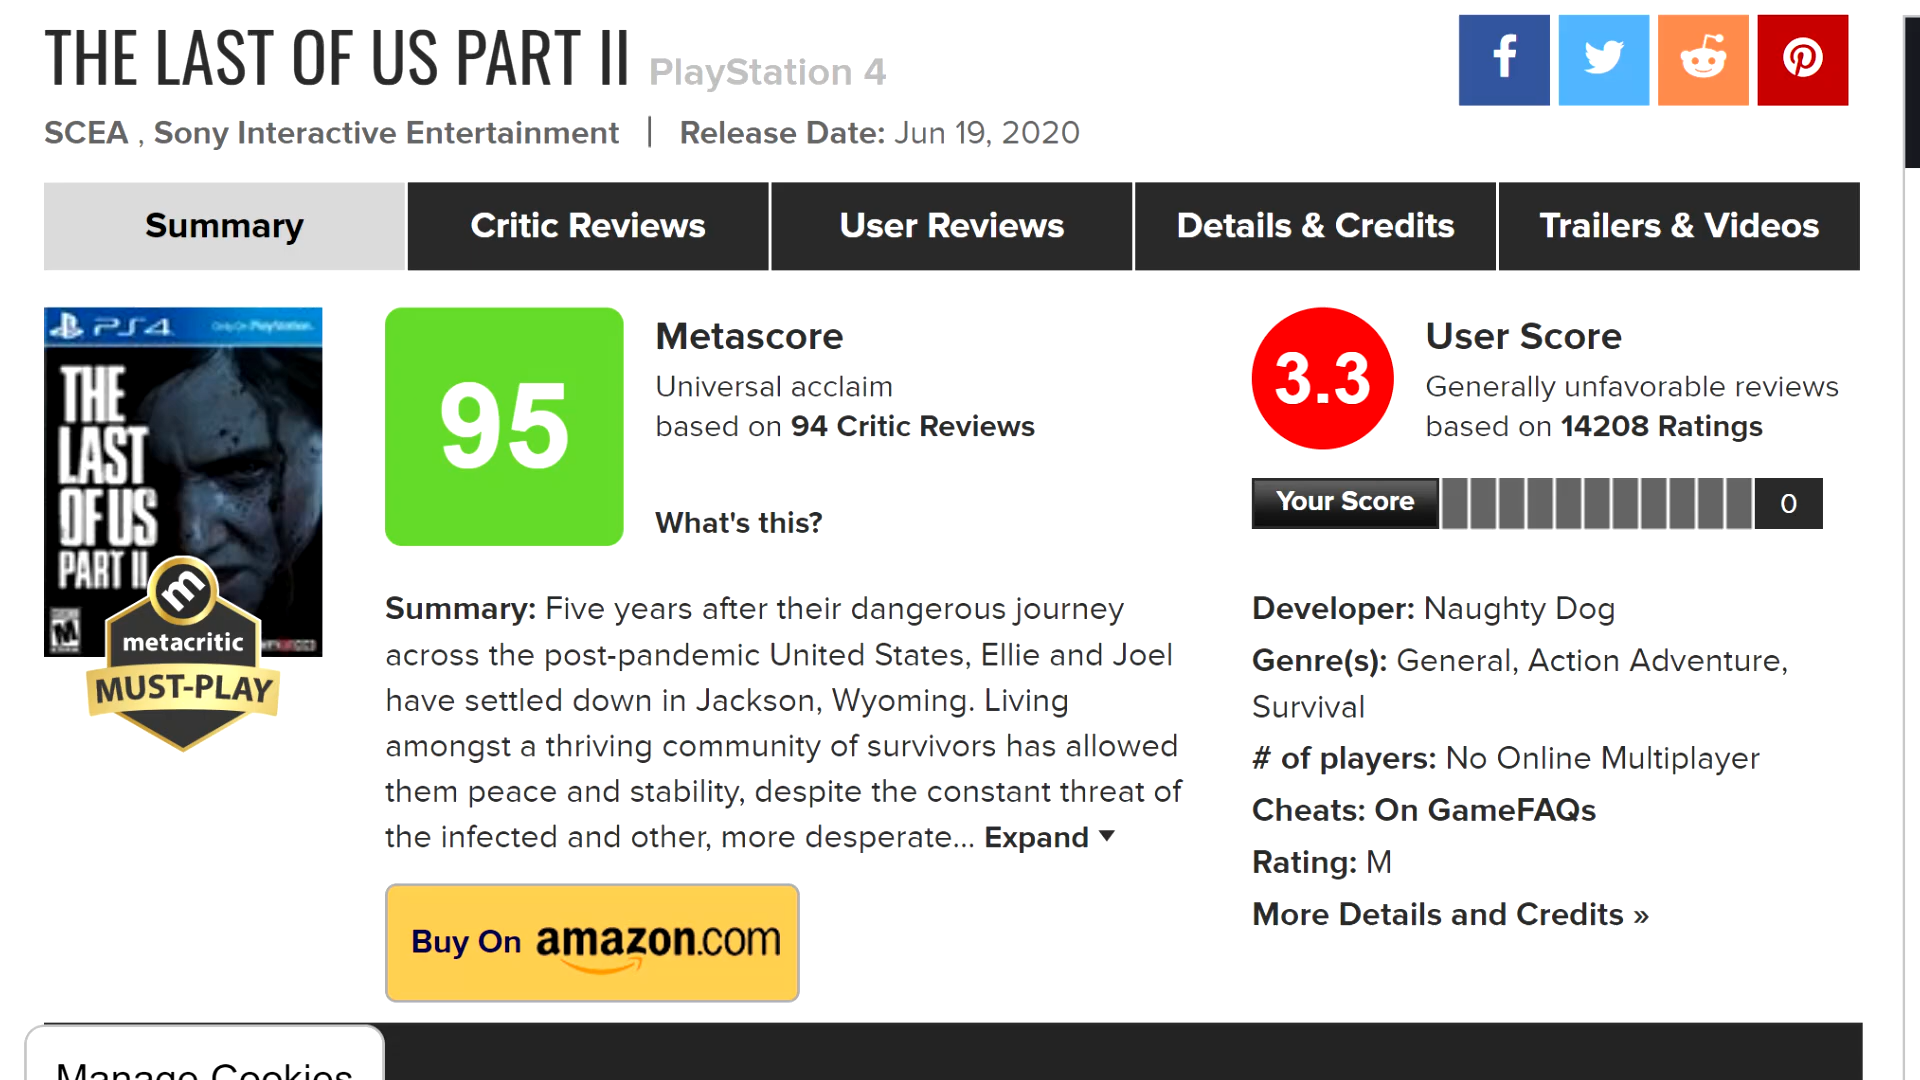 THE LAST OF US PART II PlayStation 4
SCEA , Sony Interactive Entertainment | Release Date: Jun 19, 2020
Summary
Critic Reviews
User Reviews
Details & Credits
Trailers & Videos
PS4 Only On PlayStation
THE
LAST
OF US
PART II
M
metacritic
MUST-PLAY
95
Metascore
Universal acclaim
based on 94 Critic Reviews
What's this?
3.3
User Score
Generally unfavorable reviews
based on 14208 Ratings
Your Score 0
Summary: Five years after their dangerous journey
across the post-pandemic United States, Ellie and Joel
have settled down in Jackson, Wyoming. Living
amongst a thriving community of survivors has allowed
them peace and stability, despite the constant threat of
the infected and other, more desperate... Expand
Buy On amazon.com
Developer: Naughty Dog
Genre(s): General, Action Adventure,
Survival
# of players: No Online Multiplayer
Cheats: On GameFAQs
Rating: M
More Details and Credits »
Manage Cookies